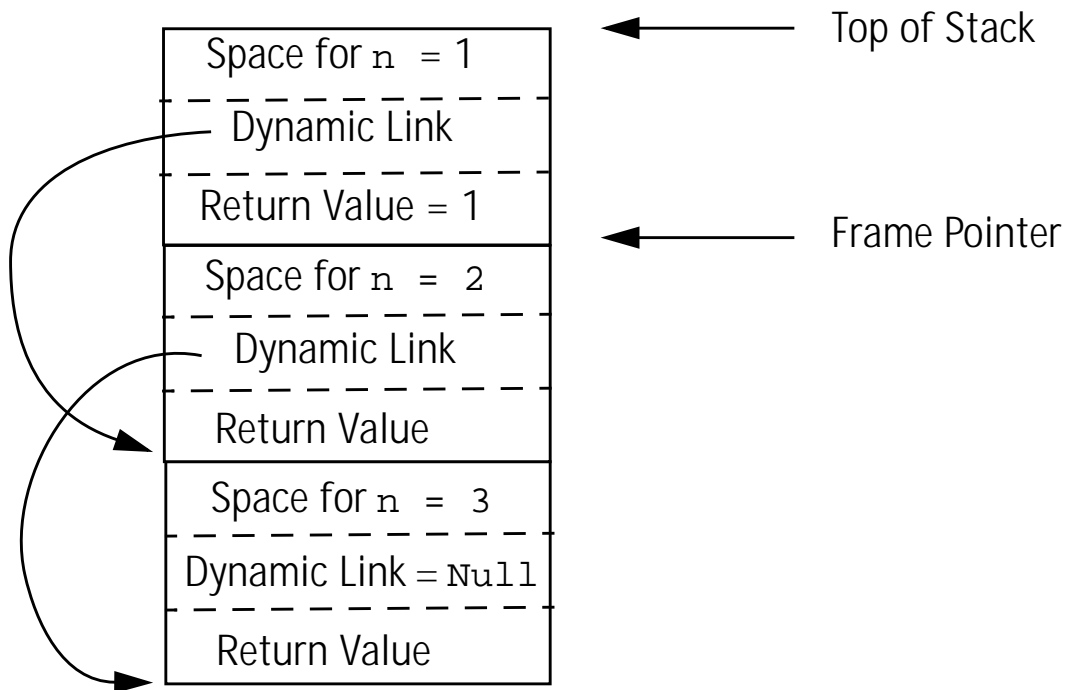 Top of Stack
Space for n = 1
Dynamic Link
Return Value = 1
Frame Pointer
Space for n = 2
Dynamic Link
Return Value
Space for n = 3
Dynamic Link = Null
Return Value